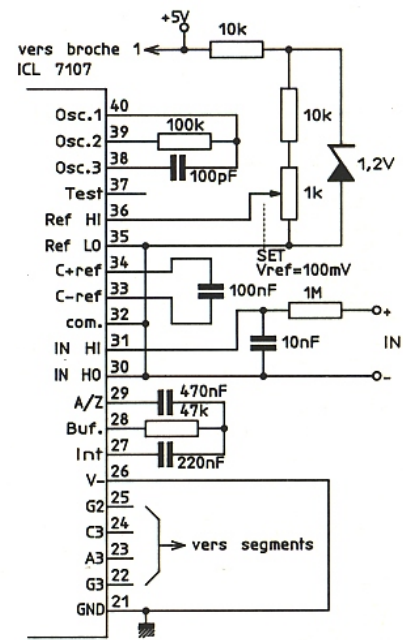 +5V
vers broche 1
ICL 7107
10k
Osc.1 40
10k
Osc.2 39 100k
Osc.3 38
100pF
1,2V
Test 37
1k
Ref HI 36
Ref LO 35
SET
Vref=100mV
C+ref 34
100nF
C-ref 33
1M
com. 32
+
IN HI 31
10nF
IN
IN HO 30
-
A/Z 29 470nF
47k
Buf. 28
Int 27
220nF
V- 26
G2 25
C3 24
vers segments
A3 23
G3 22
GND 21